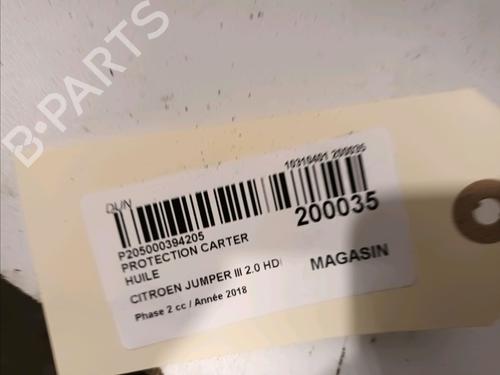 B-PARTS
DUN
10310401 200035
P205000394205
PROTECTION CARTER
HUILE
200035
CITROEN JUMPER III 2.0 HDI
MAGASIN
Phase 2 cc / Année 2018